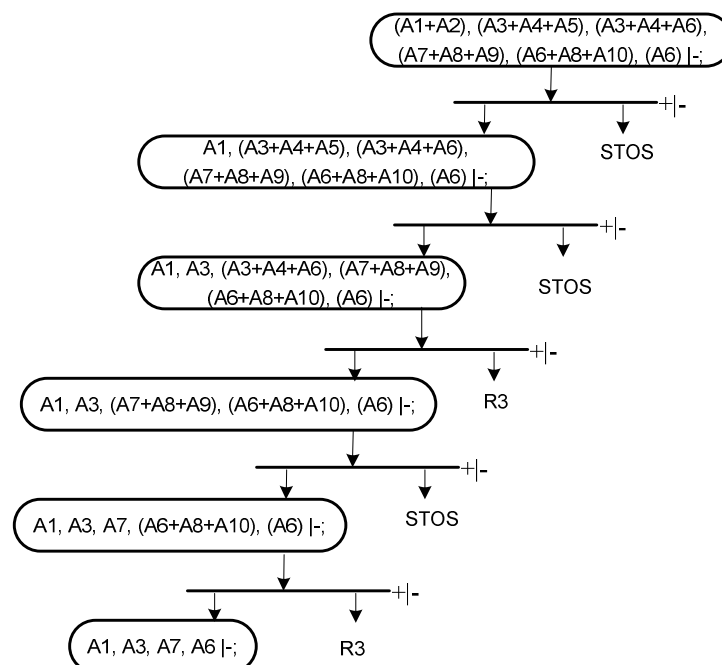 (A1+A2), (A3+A4+A5), (A3+A4+A6),
(A7+A8+A9), (A6+A8+A10), (A6) |-;
+|-
STOS
A1, (A3+A4+A5), (A3+A4+A6),
(A7+A8+A9), (A6+A8+A10), (A6) |-;
+|-
STOS
A1, A3, (A3+A4+A6), (A7+A8+A9),
(A6+A8+A10), (A6) |-;
+|-
R3
A1, A3, (A7+A8+A9), (A6+A8+A10), (A6) |-;
+|-
STOS
A1, A3, A7, (A6+A8+A10), (A6) |-;
+|-
A1, A3, A7, A6 |-;
R3